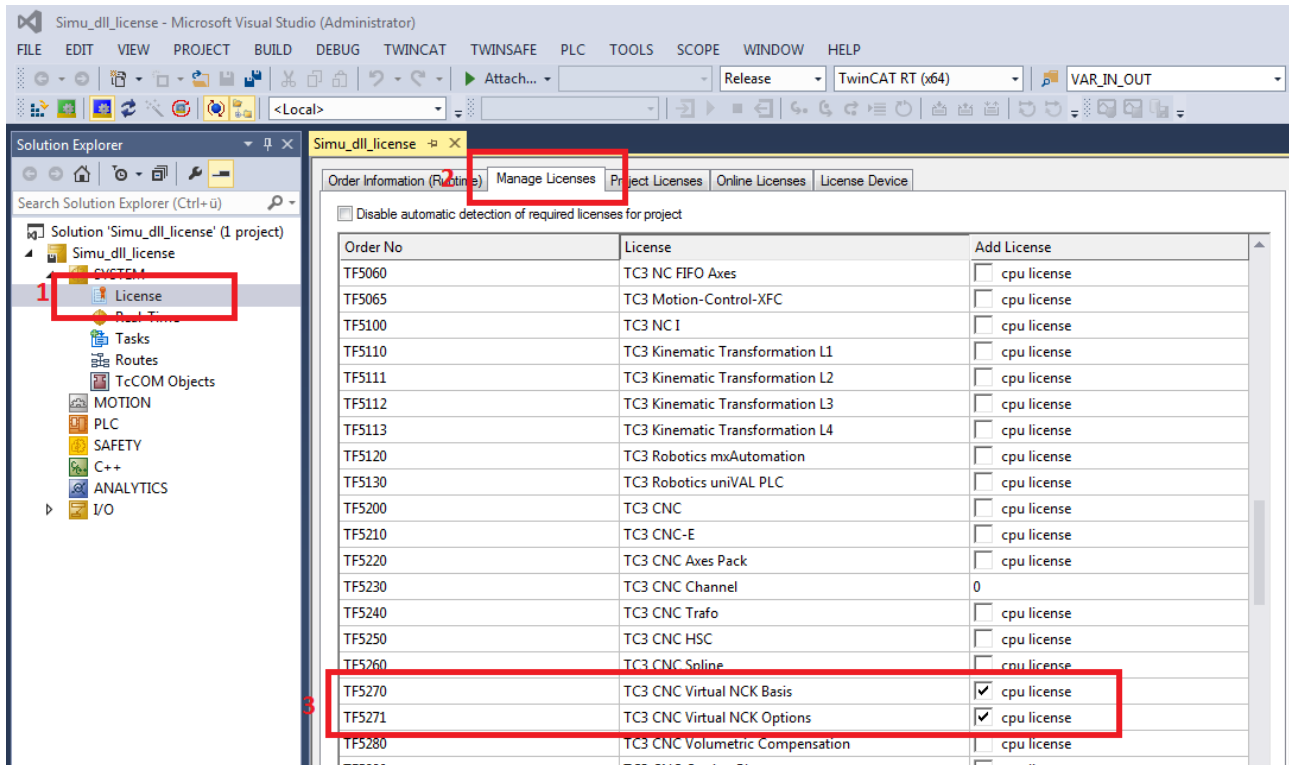 Simu_dll_license - Microsoft Visual Studio (Administrator)
FILE EDIT VIEW PROJECT BUILD DEBUG TWINCAT TWINSAFE PLC TOOLS SCOPE WINDOW HELP
Attach... Release TwinCAT RT (x64) VAR_IN_OUT
<Local>
Solution Explorer
Search Solution Explorer (Ctrl+ü)
Solution 'Simu_dll_license' (1 project)
Simu_dll_license
SYSTEM
1 License
Real-Time
Tasks
Routes
TcCOM Objects
MOTION
PLC
SAFETY
C++
ANALYTICS
I/O
Simu_dll_license
2
Order Information (Runtime) Manage Licenses Project Licenses Online Licenses License Device
Disable automatic detection of required licenses for project
Order No License Add License
TF5060 TC3 NC FIFO Axes cpu license
TF5065 TC3 Motion-Control-XFC cpu license
TF5100 TC3 NC I cpu license
TF5110 TC3 Kinematic Transformation L1 cpu license
TF5111 TC3 Kinematic Transformation L2 cpu license
TF5112 TC3 Kinematic Transformation L3 cpu license
TF5113 TC3 Kinematic Transformation L4 cpu license
TF5120 TC3 Robotics mxAutomation cpu license
TF5130 TC3 Robotics uniVAL PLC cpu license
TF5200 TC3 CNC cpu license
TF5210 TC3 CNC-E cpu license
TF5220 TC3 CNC Axes Pack cpu license
TF5230 TC3 CNC Channel 0
TF5240 TC3 CNC Trafo cpu license
TF5250 TC3 CNC HSC cpu license
TF5260 TC3 CNC Spline cpu license
TF5270 TC3 CNC Virtual NCK Basis cpu license
3
TF5271 TC3 CNC Virtual NCK Options cpu license
TF5280 TC3 CNC Volumetric Compensation cpu license